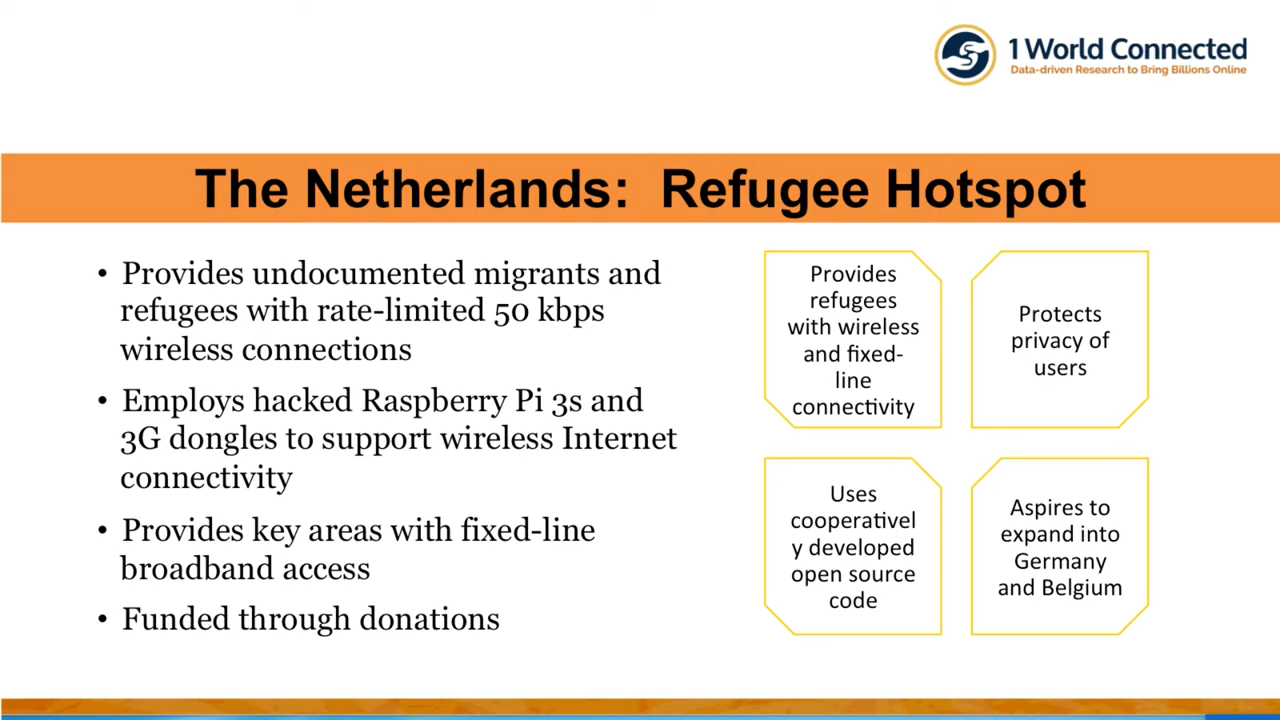 1 World Connected
Data-driven Research to Bring Billions Online
The Netherlands: Refugee Hotspot
• Provides undocumented migrants and
refugees with rate-limited 50 kbps
wireless connections
• Employs hacked Raspberry Pi 3s and
3G dongles to support wireless Internet
connectivity
• Provides key areas with fixed-line
broadband access
• Funded through donations
Provides
refugees
with wireless
and fixed-
line
connectivity
Protects
privacy of
users
Uses
cooperativel
y developed
open source
code
Aspires to
expand into
Germany
and Belgium